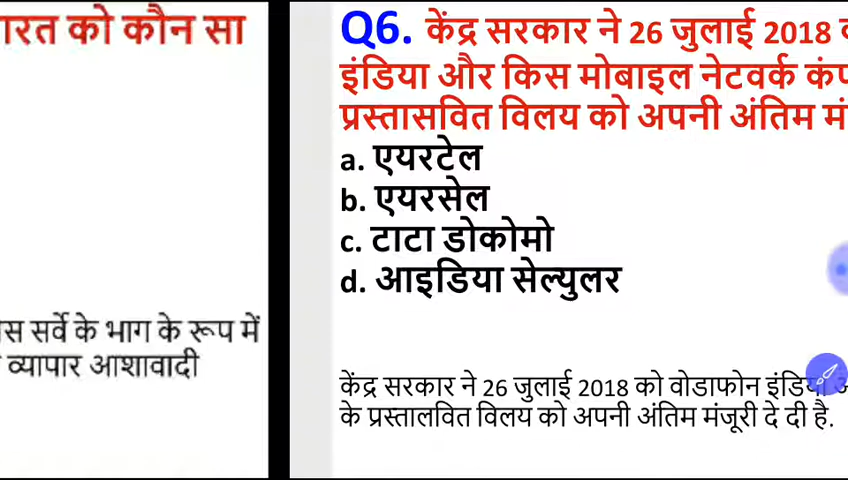 ारत को कौन सा
स सर्वे के भाग के रूप में
व्यापार आशावादी
Q6. केंद्र सरकार ने 26 जुलाई 2018
इंडिया और किस मोबाइल नेटवर्क कंप
प्रस्तासवित विलय को अपनी अंतिम मं
a. एयरटेल
b. एयरसेल
c. टाटा डोकोमो
d. आइडिया सेल्युलर
केंद्र सरकार ने 26 जुलाई 2018 को वोडाफोन इंडिया
के प्रस्तालवित विलय को अपनी अंतिम मंजूरी दे दी है.